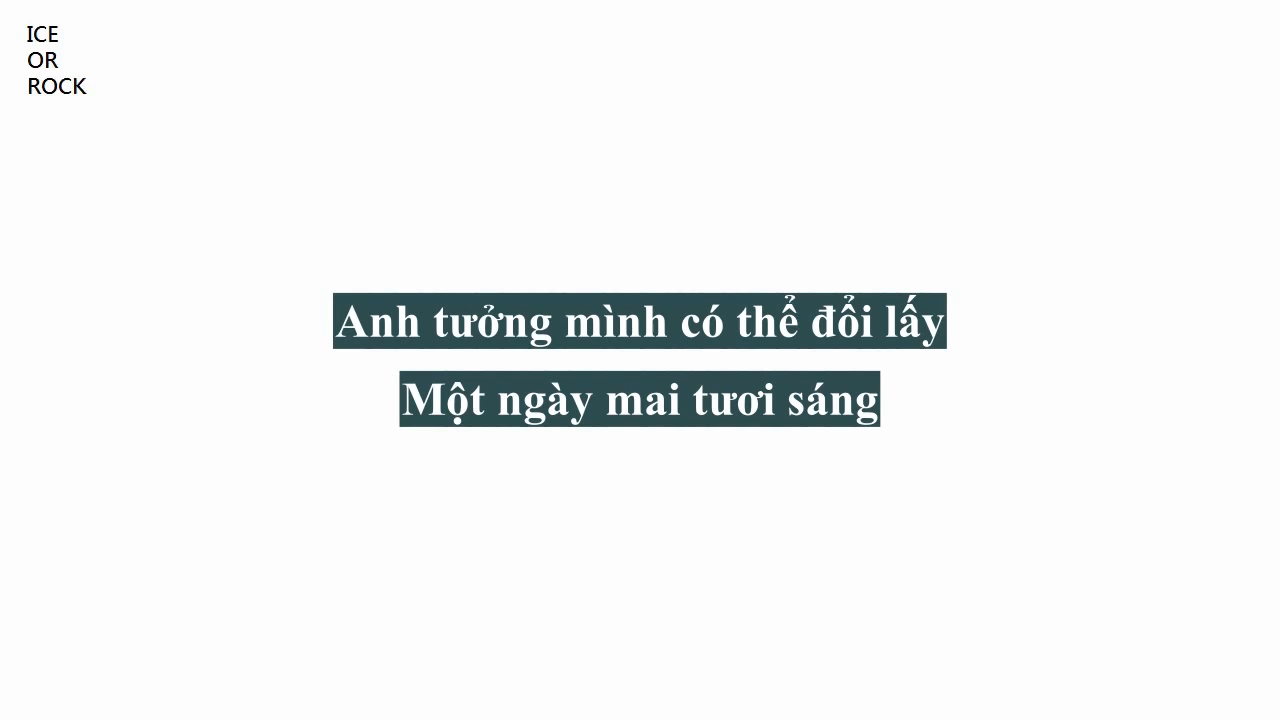 ICE
OR
ROCK
Anh tưởng mình có thể đổi lấy
Một ngày mai tươi sáng